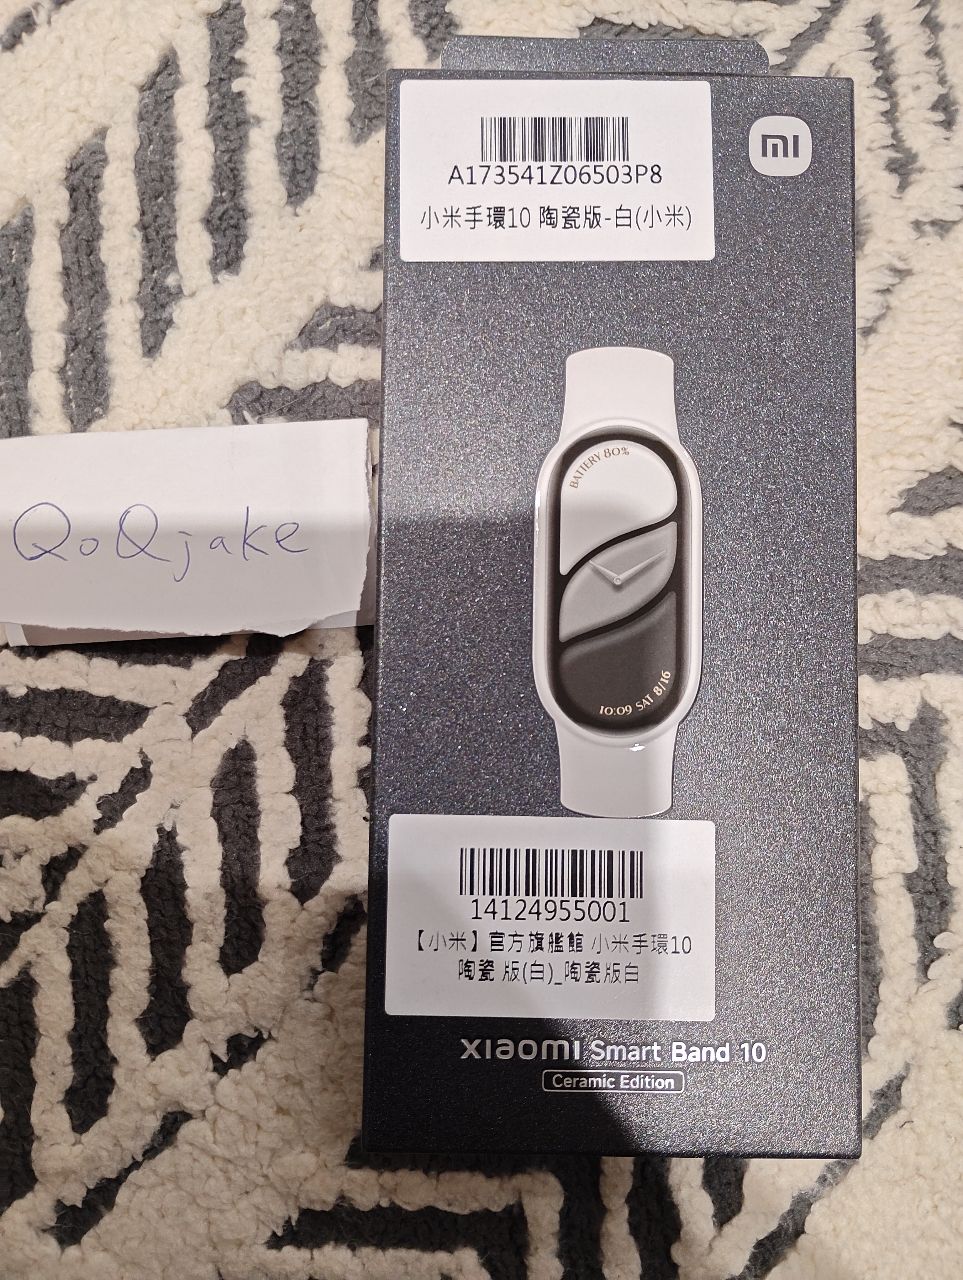 A173541Z06503P8
小米手環10 陶瓷版-白(小米)
mi
BATTERY 80%
10:09 SAT 8/16
QoQjake
14124955001
【小米】官方旗艦館 小米手環10
陶瓷 版(白)_陶瓷版白
xiaomi Smart Band 10
Ceramic Edition